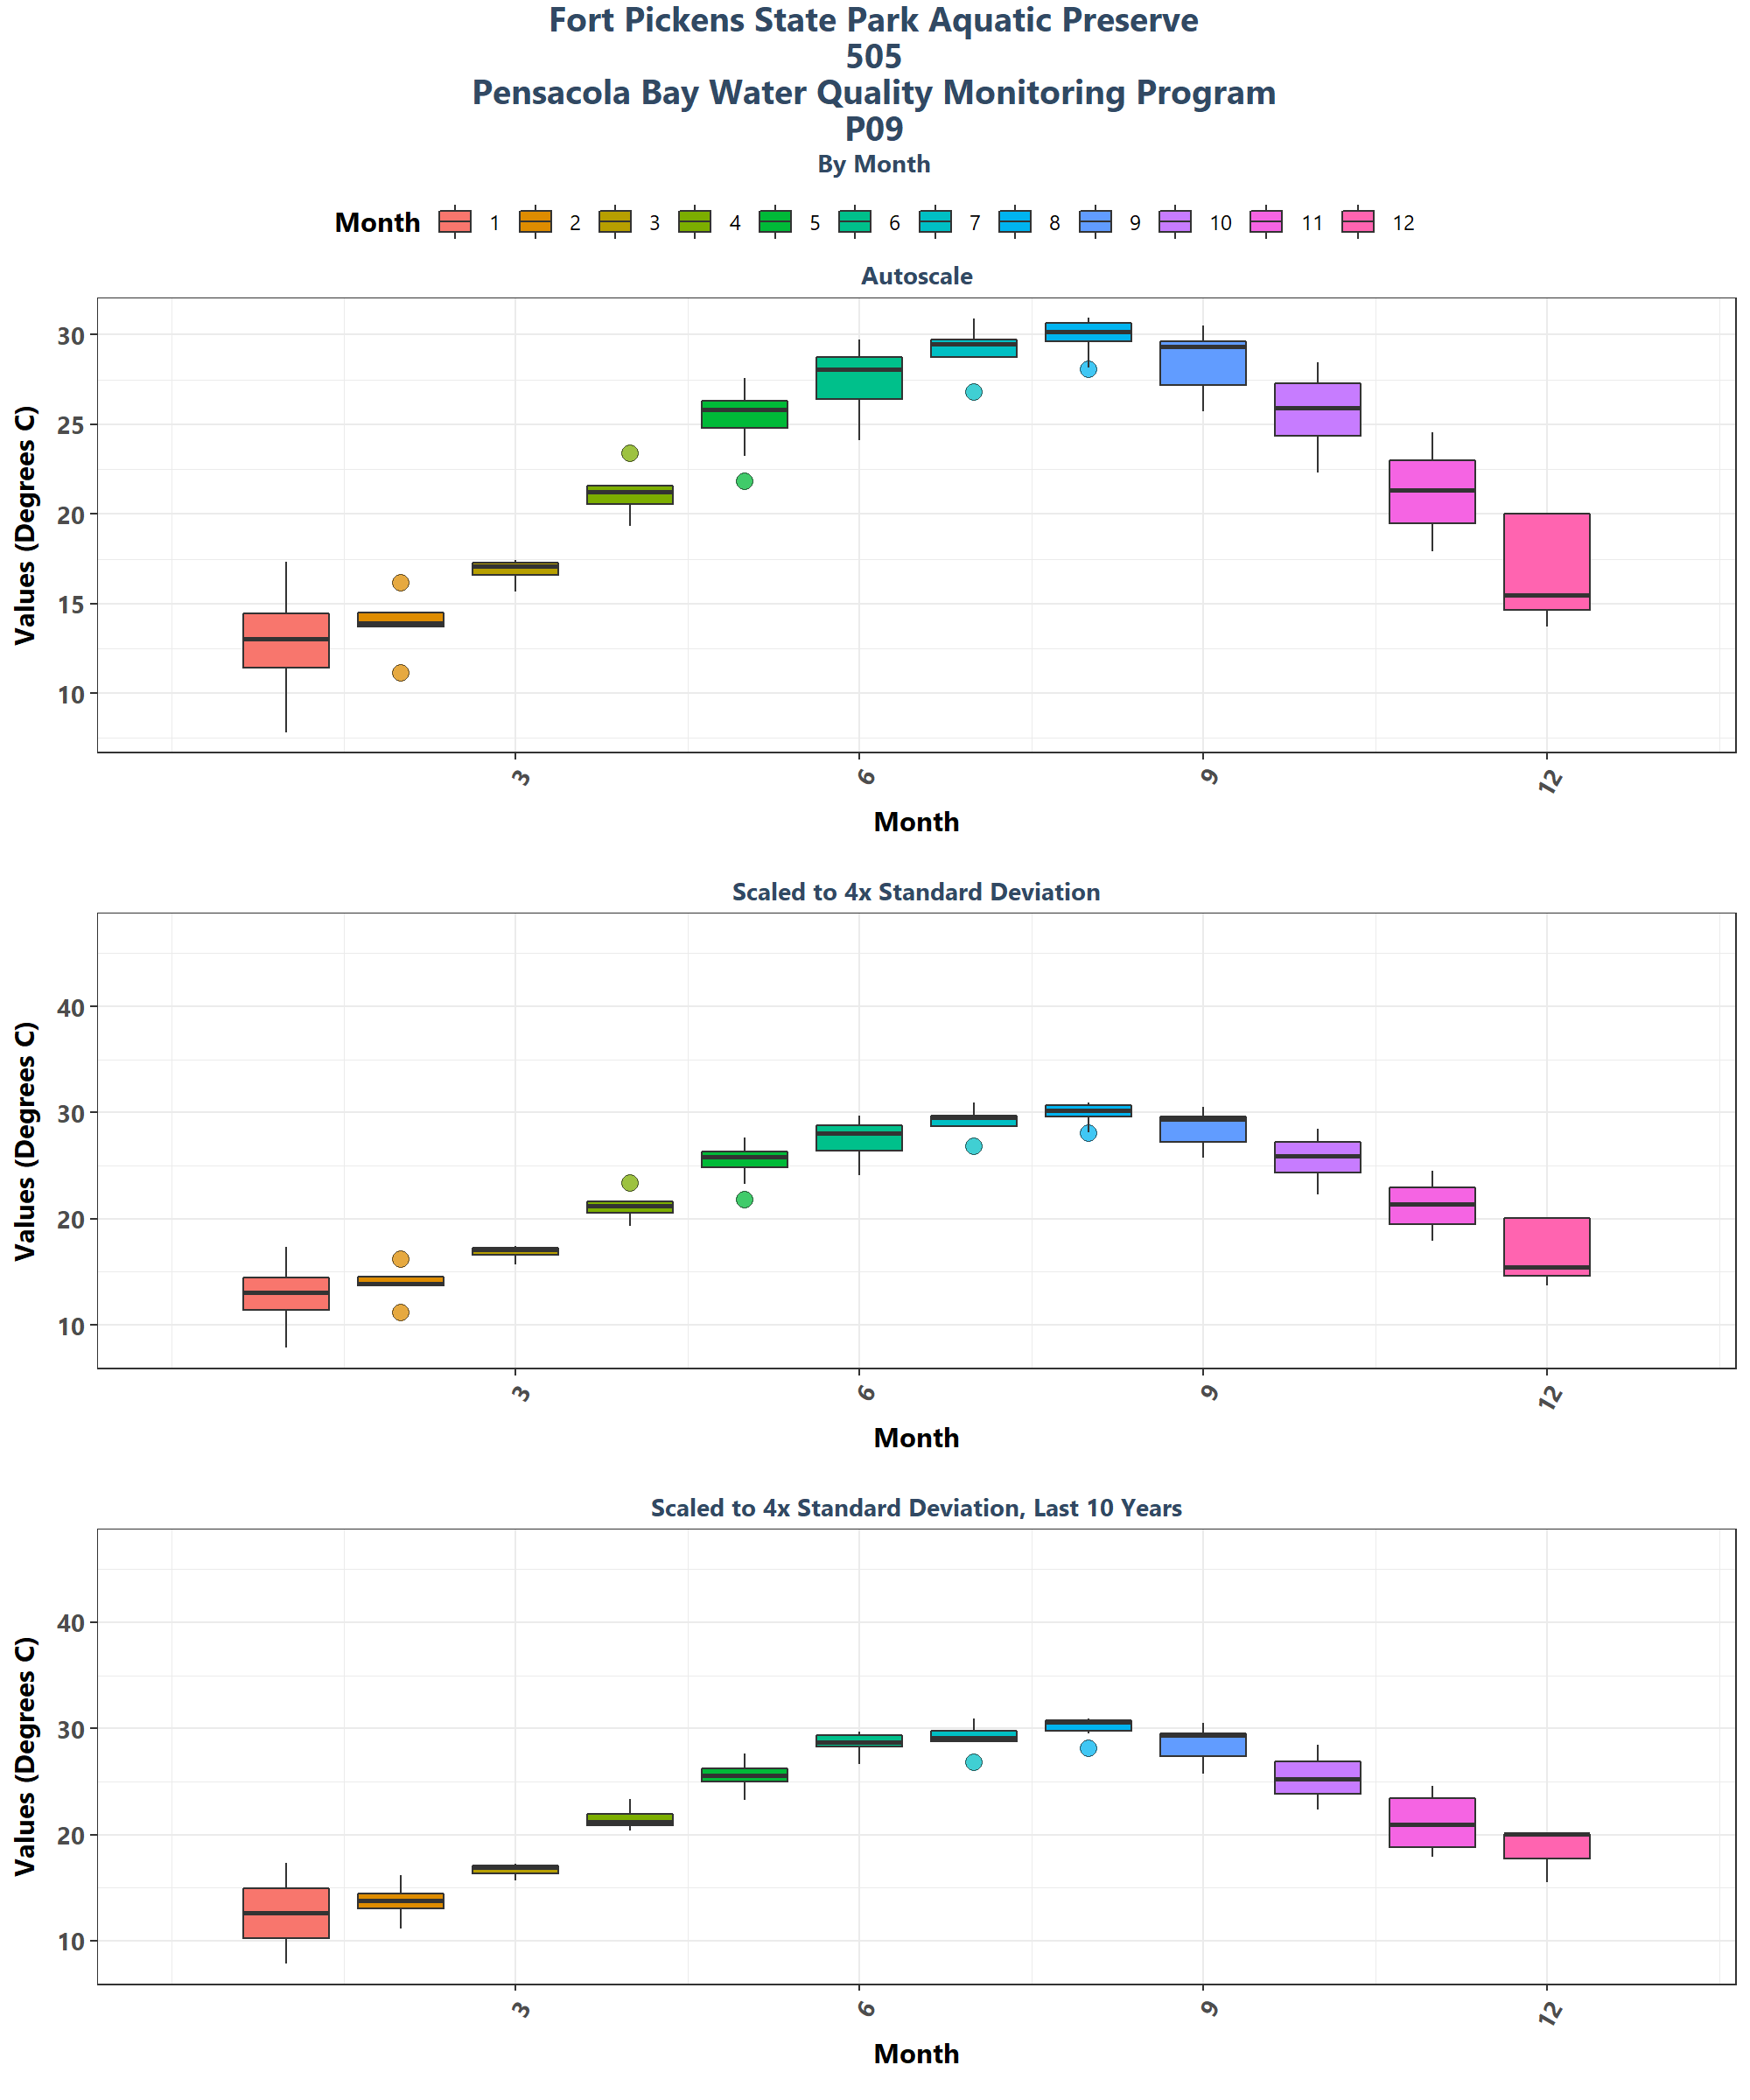 Fort Pickens State Park Aquatic Preserve
505
Pensacola Bay Water Quality Monitoring Program
P09
By Month
Month 1 2 3 4 5 6 7 8 9 10 11 12
Autoscale
Values (Degrees C)
30
25
20
15
10
3 6 9 12
Month
Scaled to 4x Standard Deviation
Values (Degrees C)
40
30
20
10
3 6 9 12
Month
Scaled to 4x Standard Deviation, Last 10 Years
Values (Degrees C)
40
30
20
10
3 6 9 12
Month